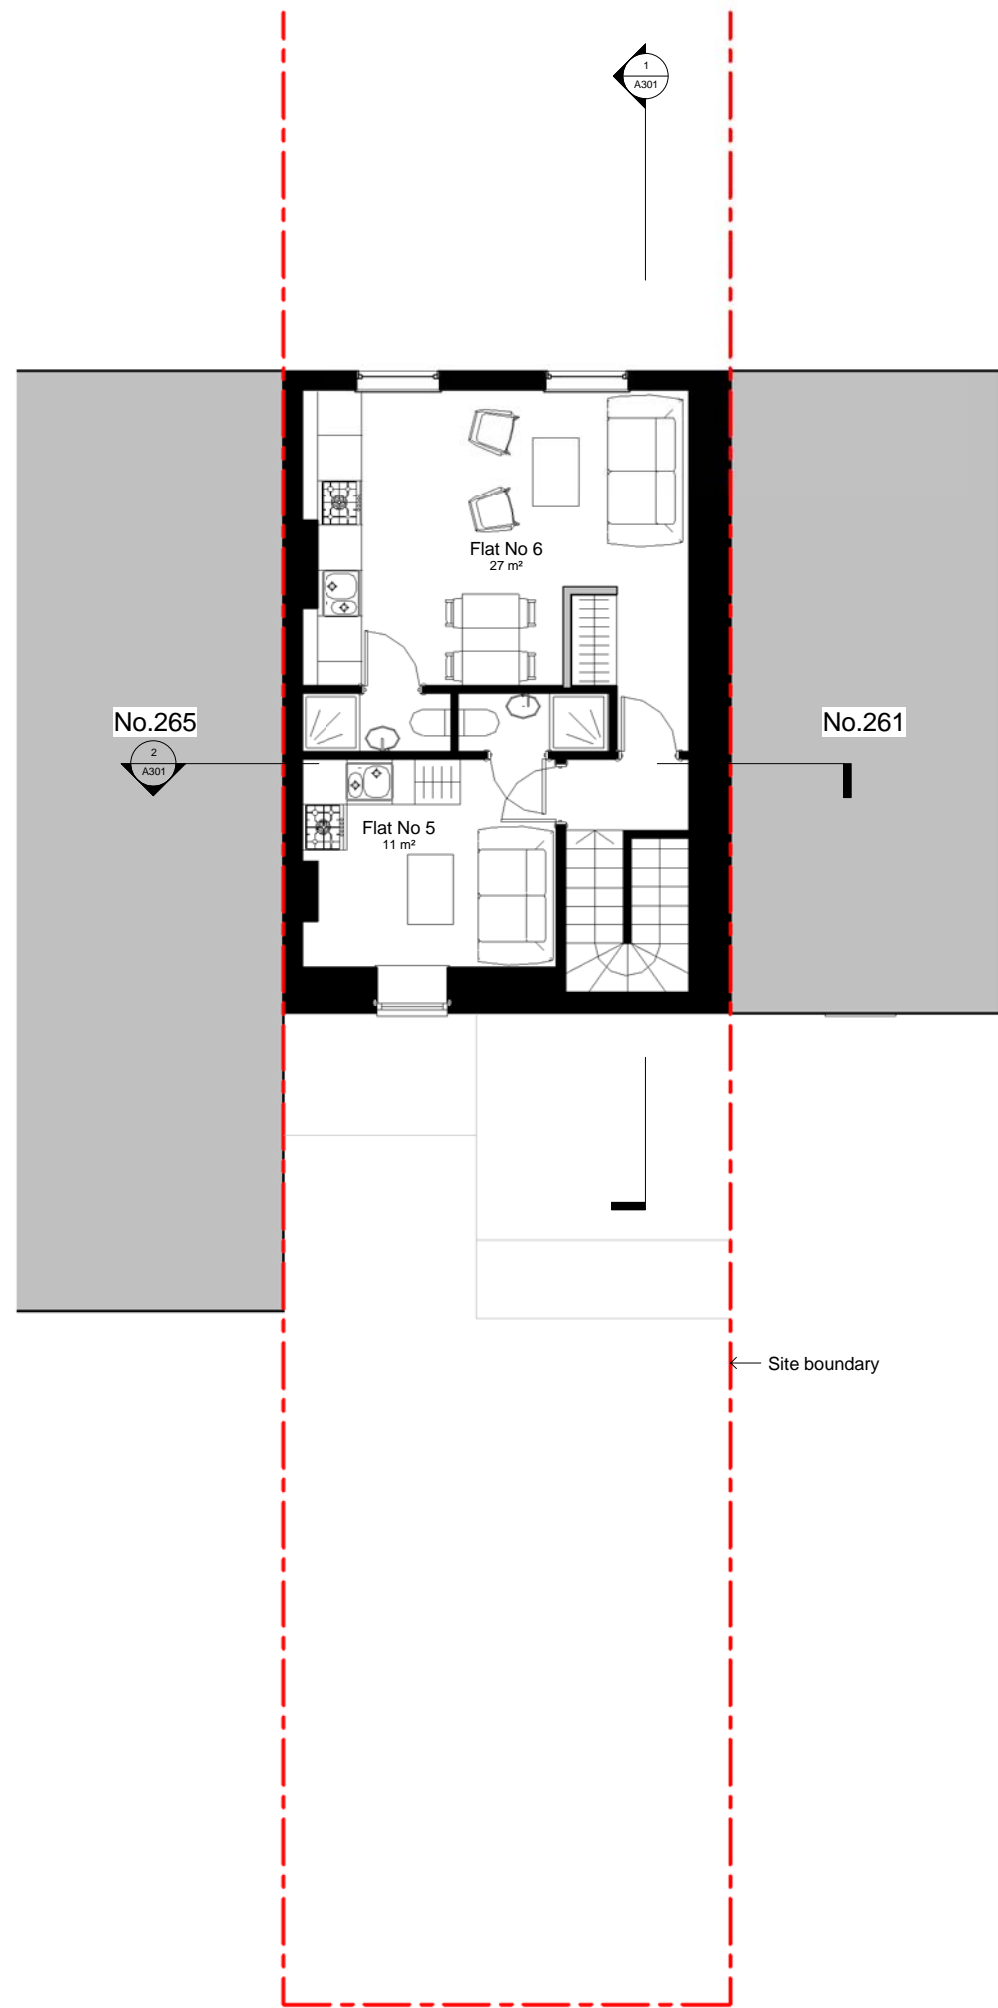 1
A301
Flat No 6
27 m²
No.265
No.261
2
A301
Flat No 5
11 m²
Site boundary